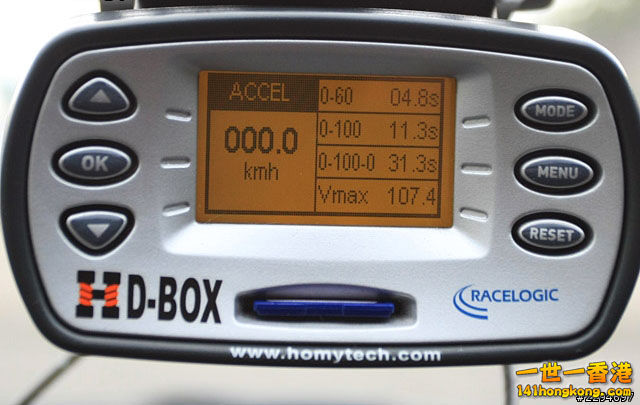 ACCEL
000.0
kmh
0-60 04.8s
0-100 11.3s
0-100-0 31.3s
Vmax 107.4
OK
MODE
MENU
RESET
H D-BOX
RACELOGIC
www.homytech.com
一世一香港
141hongkong.com